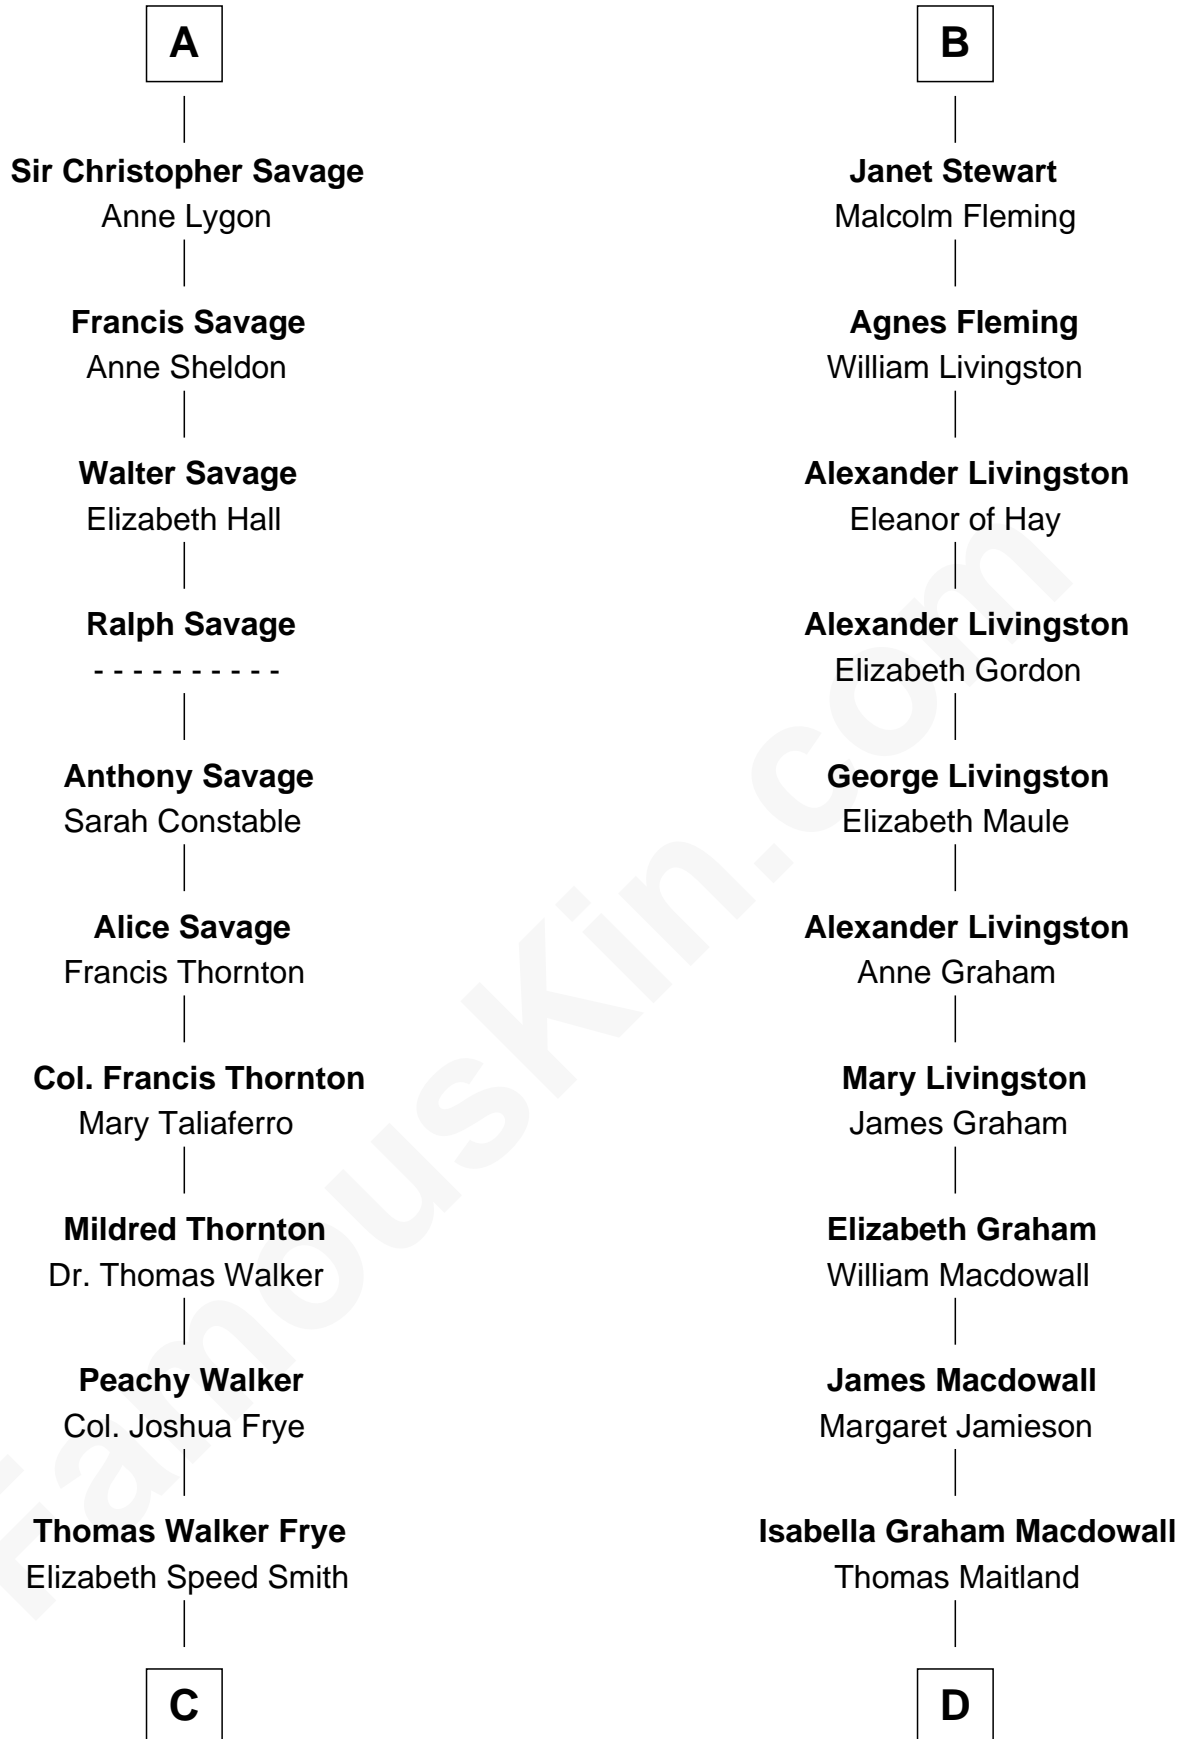 A
Sir Christopher Savage
Anne Lygon
Francis Savage
Anne Sheldon
Walter Savage
Elizabeth Hall
Ralph Savage
- - - - - - - - - -
Anthony Savage
Sarah Constable
Alice Savage
Francis Thornton
Col. Francis Thornton
Mary Taliaferro
Mildred Thornton
Dr. Thomas Walker
Peachy Walker
Col. Joshua Frye
Thomas Walker Frye
Elizabeth Speed Smith
C
B
Janet Stewart
Malcolm Fleming
Agnes Fleming
William Livingston
Alexander Livingston
Eleanor of Hay
Alexander Livingston
Elizabeth Gordon
George Livingston
Elizabeth Maule
Alexander Livingston
Anne Graham
Mary Livingston
James Graham
Elizabeth Graham
William Macdowall
James Macdowall
Margaret Jamieson
Isabella Graham Macdowall
Thomas Maitland
D
FamousKin.com